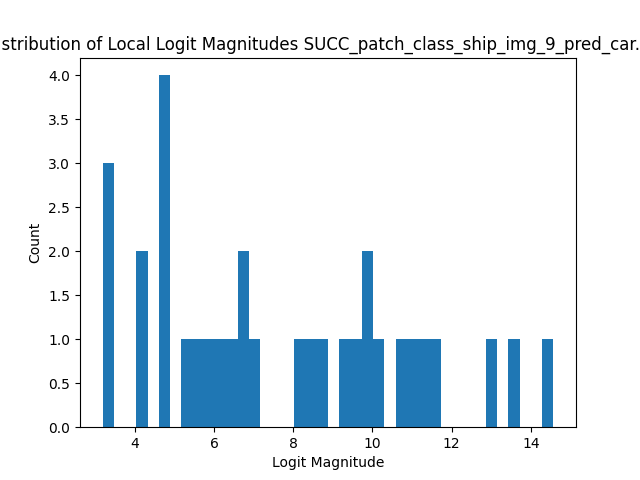 stribution of Local Logit Magnitudes SUCC_patch_class_ship_img_9_pred_car.
4.0
3.5
3.0
2.5
2.0
1.5
1.0
0.5
0.0
Count
4 6 8 10 12 14
Logit Magnitude